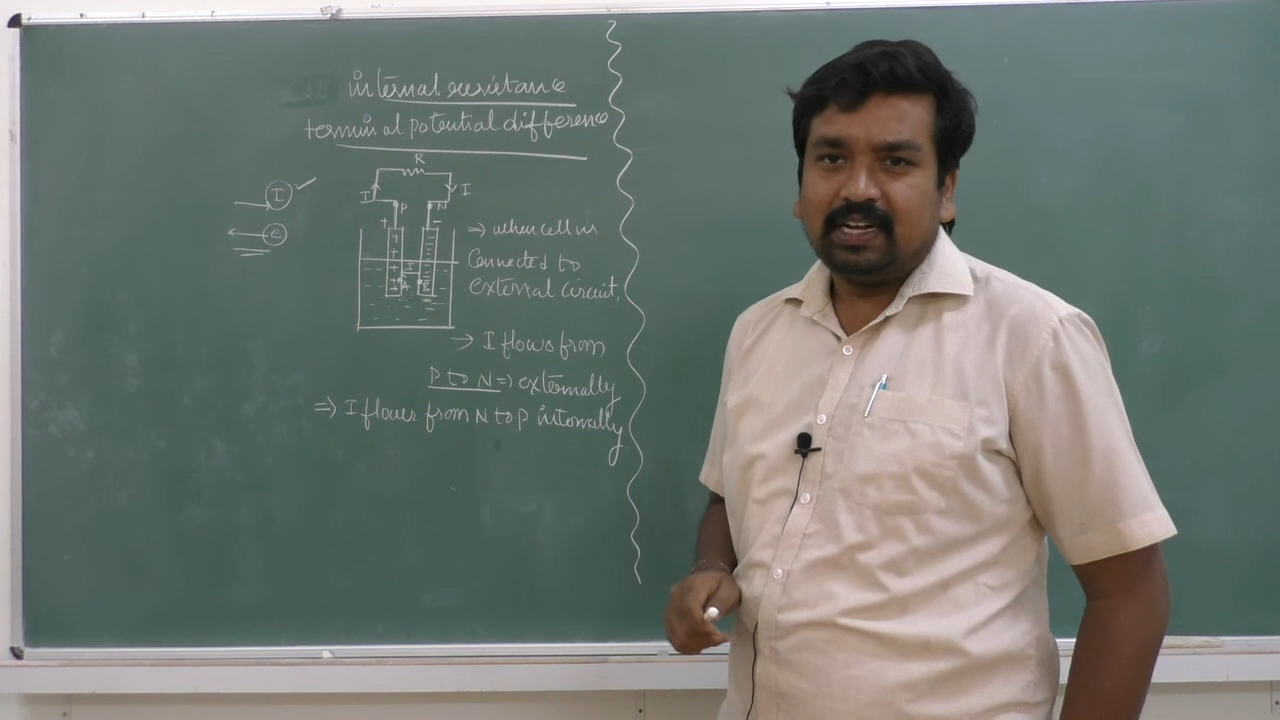 internal resistance
terminal potential difference
R
I I
P N
+ −
I
e
I
A B
⇒ when cell is
Connected to
external circuit,
→ I flows from
P to N ⇒ externally
⇒ I flows from N to P internally